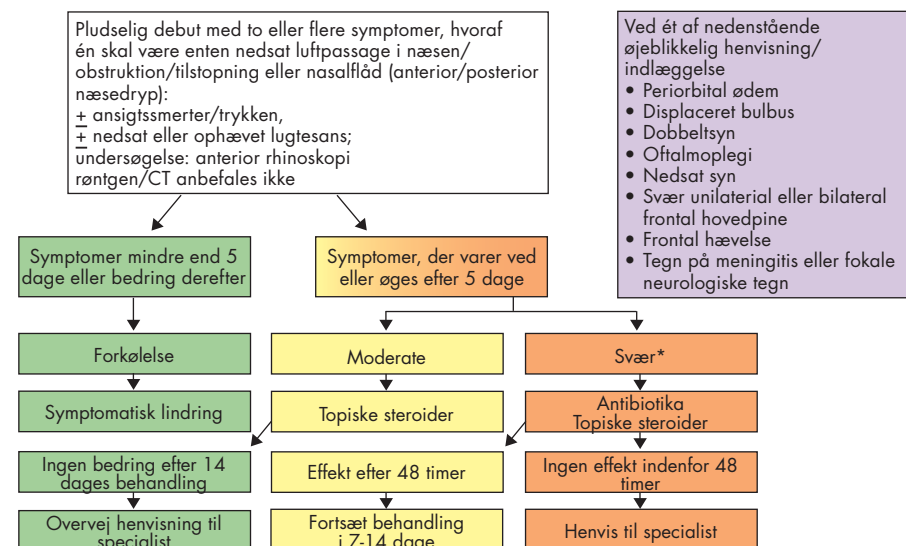 Pludselig debut med to eller flere symptomer, hvoraf
én skal være enten nedsat luftpassage i næsen/
obstruktion/tilstopning eller nasalflåd (anterior/posterior
næsedryp):
± ansigtssmerter/trykken,
± nedsat eller ophævet lugtesans;
undersøgelse: anterior rhinoskopi
røntgen/CT anbefales ikke
Ved ét af nedenstående
øjeblikkelig henvisning/
indlæggelse
• Periorbital ødem
• Displaceret bulbus
• Dobbeltsyn
• Oftalmoplegi
• Nedsat syn
• Svær unilaterial eller bilateral
frontal hovedpine
• Frontal hævelse
• Tegn på meningitis eller fokale
neurologiske tegn
Symptomer mindre end 5
dage eller bedring derefter
Symptomer, der varer ved
eller øges efter 5 dage
Forkølelse
Moderate
Svær*
Symptomatisk lindring
Topiske steroider
Antibiotika
Topiske steroider
Ingen bedring efter 14
dages behandling
Effekt efter 48 timer
Ingen effekt indenfor 48
timer
Overvej henvisning til
specialist
Fortsæt behandling
i 7-14 dage
Henvis til specialist